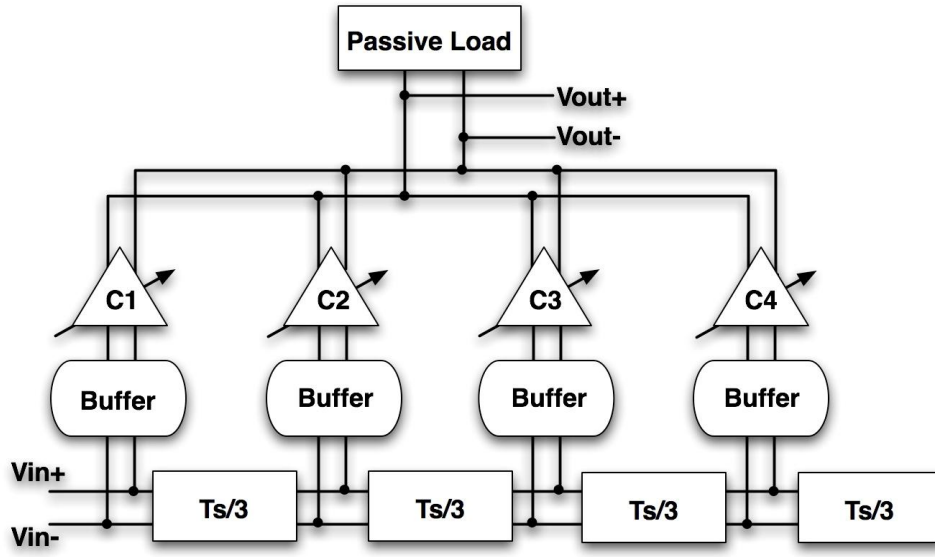 Passive Load
Vout+
Vout-
C1 C2 C3 C4
Buffer Buffer Buffer Buffer
Vin+
Ts/3 Ts/3 Ts/3 Ts/3
Vin-